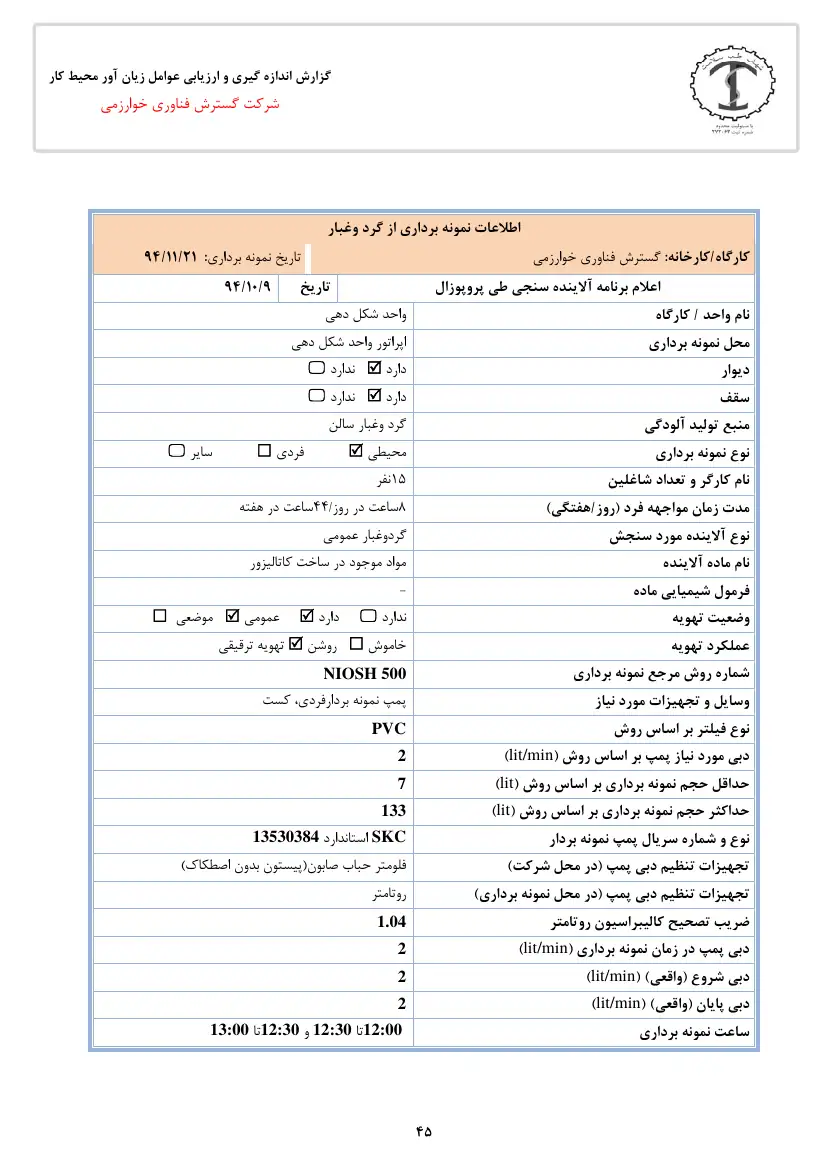 گزارش اندازه گیری و ارزیابی عوامل زیان آور محیط کار
شرکت گسترش فناوری خوارزمی
شهاب طب سلامت
با مسئولیت محدود
شماره ثبت ۲۷۳۰۶۴
اطلاعات نمونه برداری از گرد وغبار
کارگاه/کارخانه: گسترش فناوری خوارزمی تاریخ نمونه برداری: ۹۴/۱۱/۲۱
اعلام برنامه آلاینده سنجی طی پروپوزال تاریخ ۹۴/۱۰/۹
نام واحد / کارگاه واحد شکل دهی
محل نمونه برداری اپراتور واحد شکل دهی
دیوار دارد ☑ ندارد ☐
سقف دارد ☑ ندارد ☐
منبع تولید آلودگی گرد وغبار سالن
نوع نمونه برداری محیطی ☑ فردی ☐ سایر ☐
نام کارگر و تعداد شاغلین ۱۵نفر
مدت زمان مواجهه فرد (روز/هفتگی) ۸ساعت در روز/۴۴ساعت در هفته
نوع آلاینده مورد سنجش گردوغبار عمومی
نام ماده آلاینده مواد موجود در ساخت کاتالیزور
فرمول شیمیایی ماده -
وضعیت تهویه ندارد ☐ دارد ☑ عمومی ☑ موضعی ☐
عملکرد تهویه خاموش ☐ روشن ☑ تهویه ترقیقی
شماره روش مرجع نمونه برداری NIOSH 500
وسایل و تجهیزات مورد نیاز پمپ نمونه بردارفردی، کست
نوع فیلتر بر اساس روش PVC
دبی مورد نیاز پمپ بر اساس روش (lit/min) 2
حداقل حجم نمونه برداری بر اساس روش (lit) 7
حداکثر حجم نمونه برداری بر اساس روش (lit) 133
نوع و شماره سریال پمپ نمونه بردار SKC استاندارد 13530384
تجهیزات تنظیم دبی پمپ (در محل شرکت) فلومتر حباب صابون(پیستون بدون اصطکاک)
تجهیزات تنظیم دبی پمپ (در محل نمونه برداری) روتامتر
ضریب تصحیح کالیبراسیون روتامتر 1.04
دبی پمپ در زمان نمونه برداری (lit/min) 2
دبی شروع (واقعی) (lit/min) 2
دبی پایان (واقعی) (lit/min) 2
ساعت نمونه برداری 12:00تا 12:30 و 12:30تا 13:00
۴۵